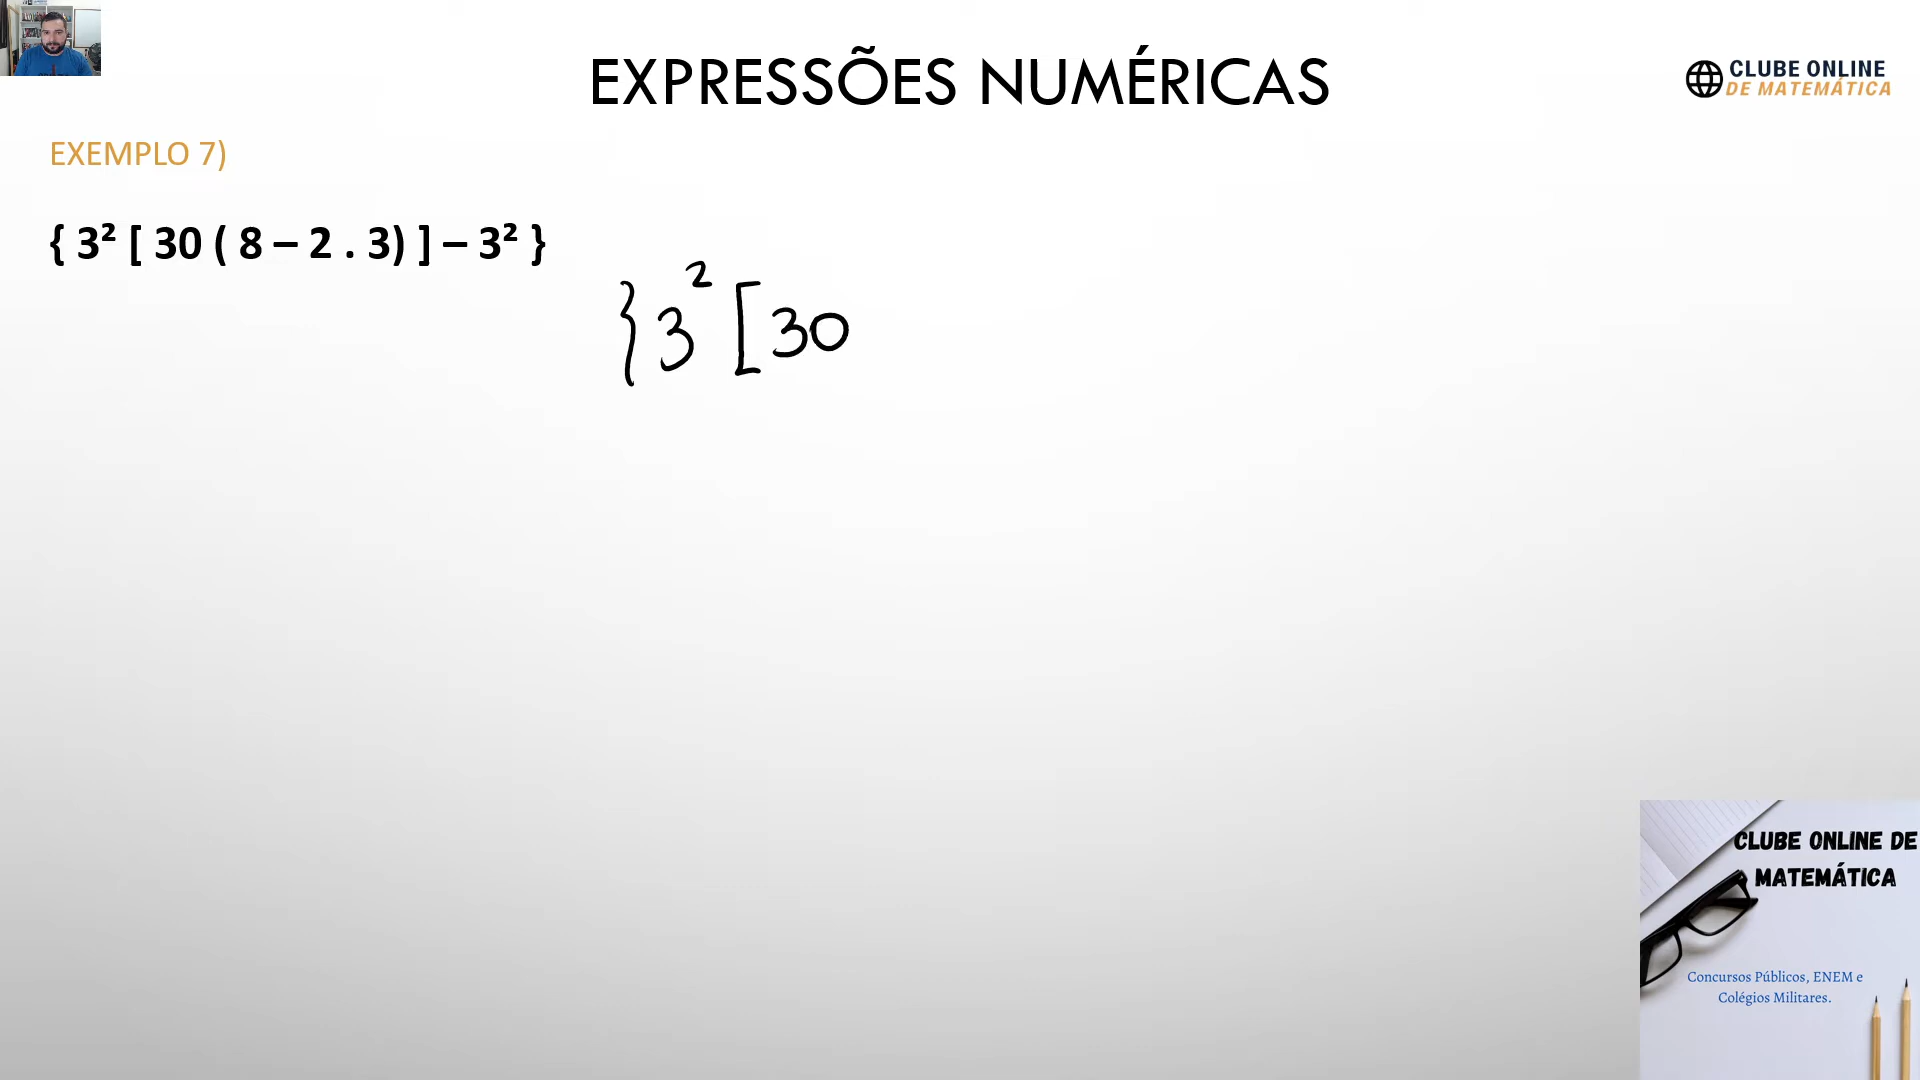 EXPRESSÕES NUMÉRICAS
CLUBE ONLINE
DE MATEMÁTICA
EXEMPLO 7)
{ 3² [ 30 ( 8 – 2 . 3) ] – 3² }
} 3² [ 30
CLUBE ONLINE DE
MATEMÁTICA
Concursos Públicos, ENEM e
Colégios Militares.